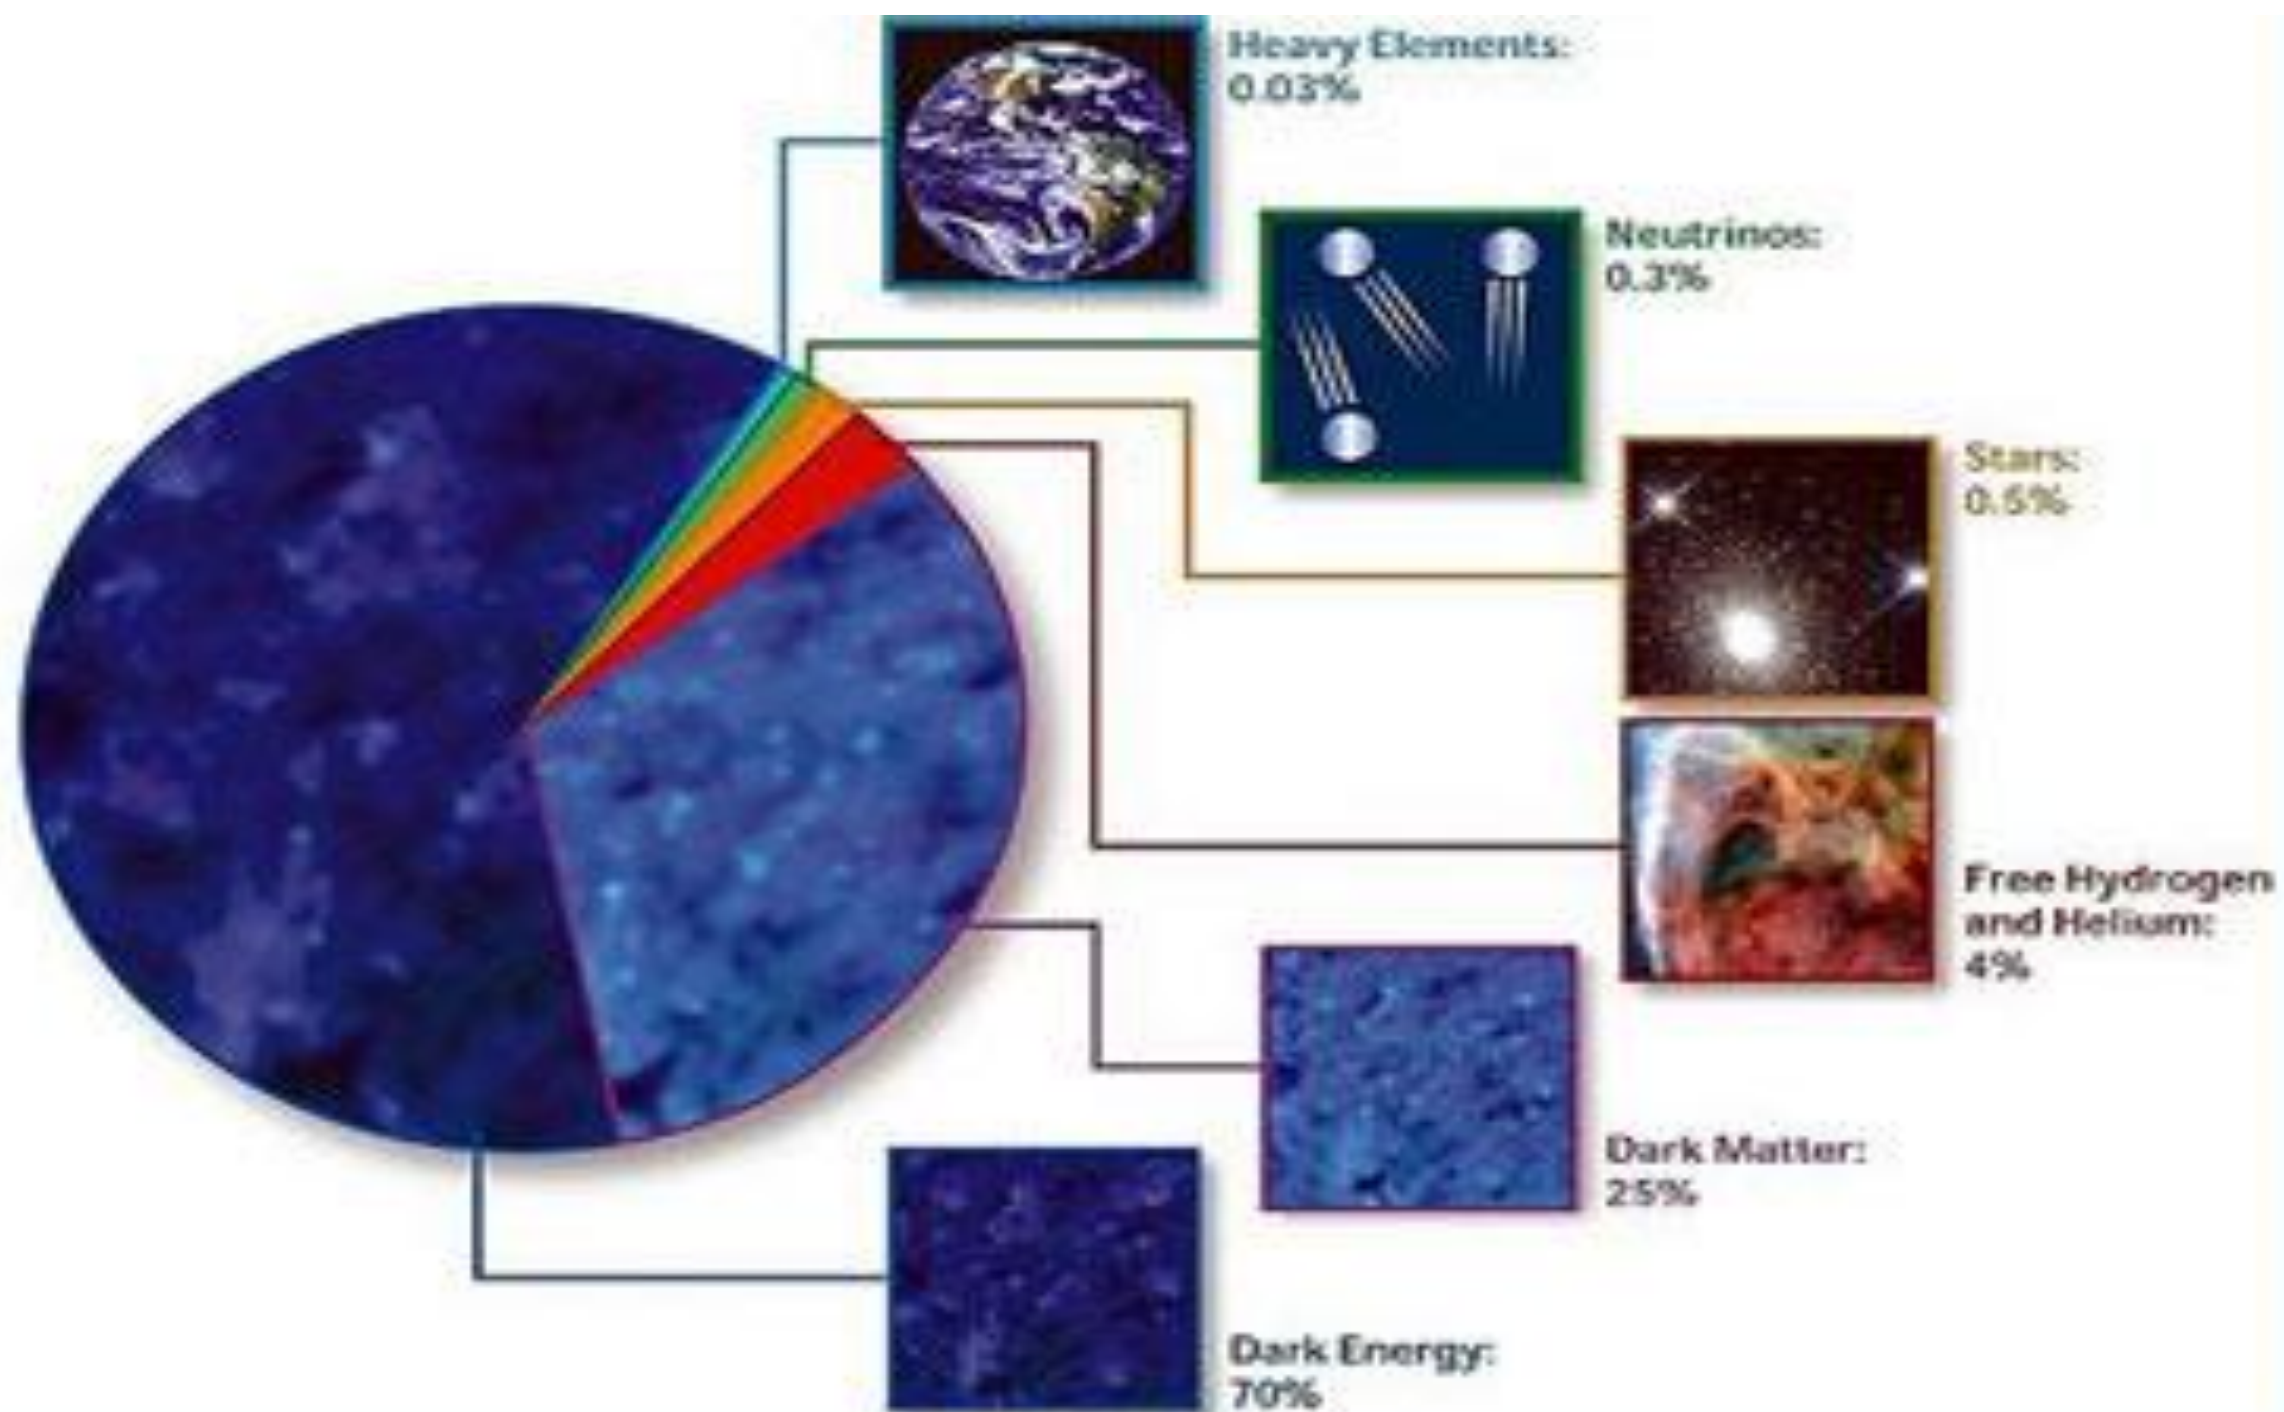 Heavy Elements:
0.03%
Neutrinos:
0.3%
Stars:
0.5%
Free Hydrogen
and Helium:
4%
Dark Matter:
25%
Dark Energy:
70%